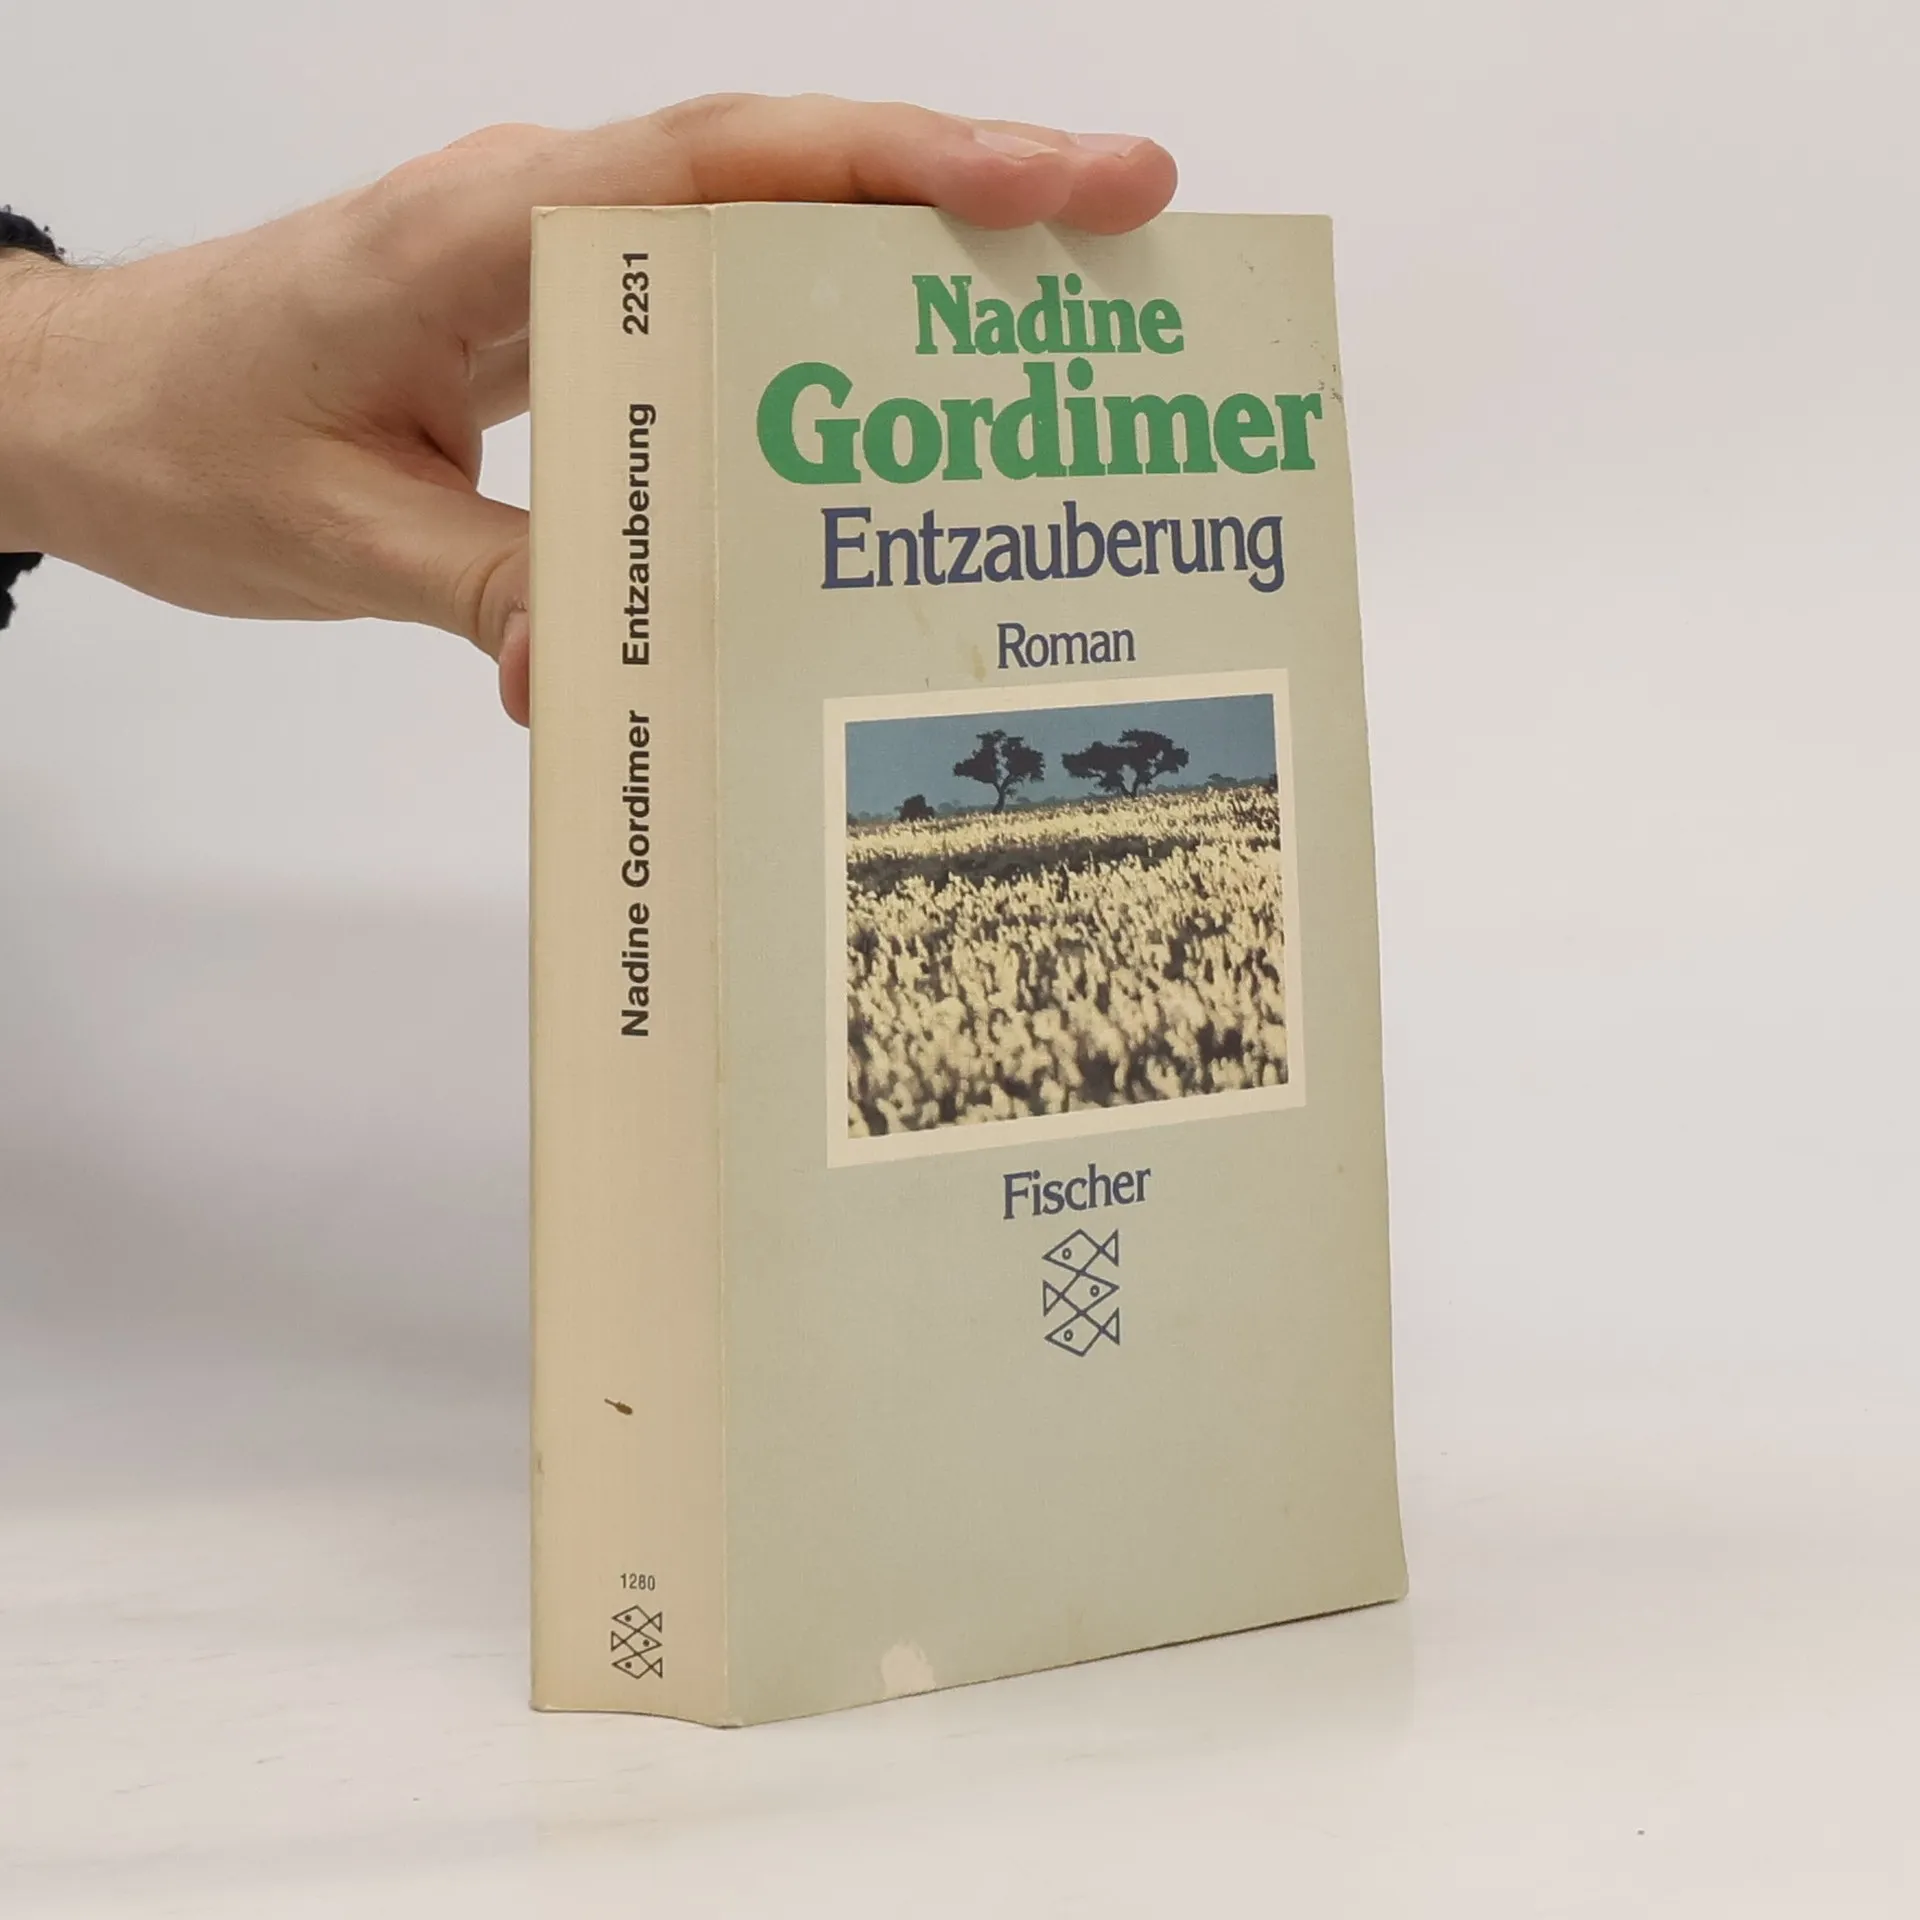 Nadine Gordimer Entzauberung 2231
1280
Nadine
Gordimer
Entzauberung
Roman
Fischer